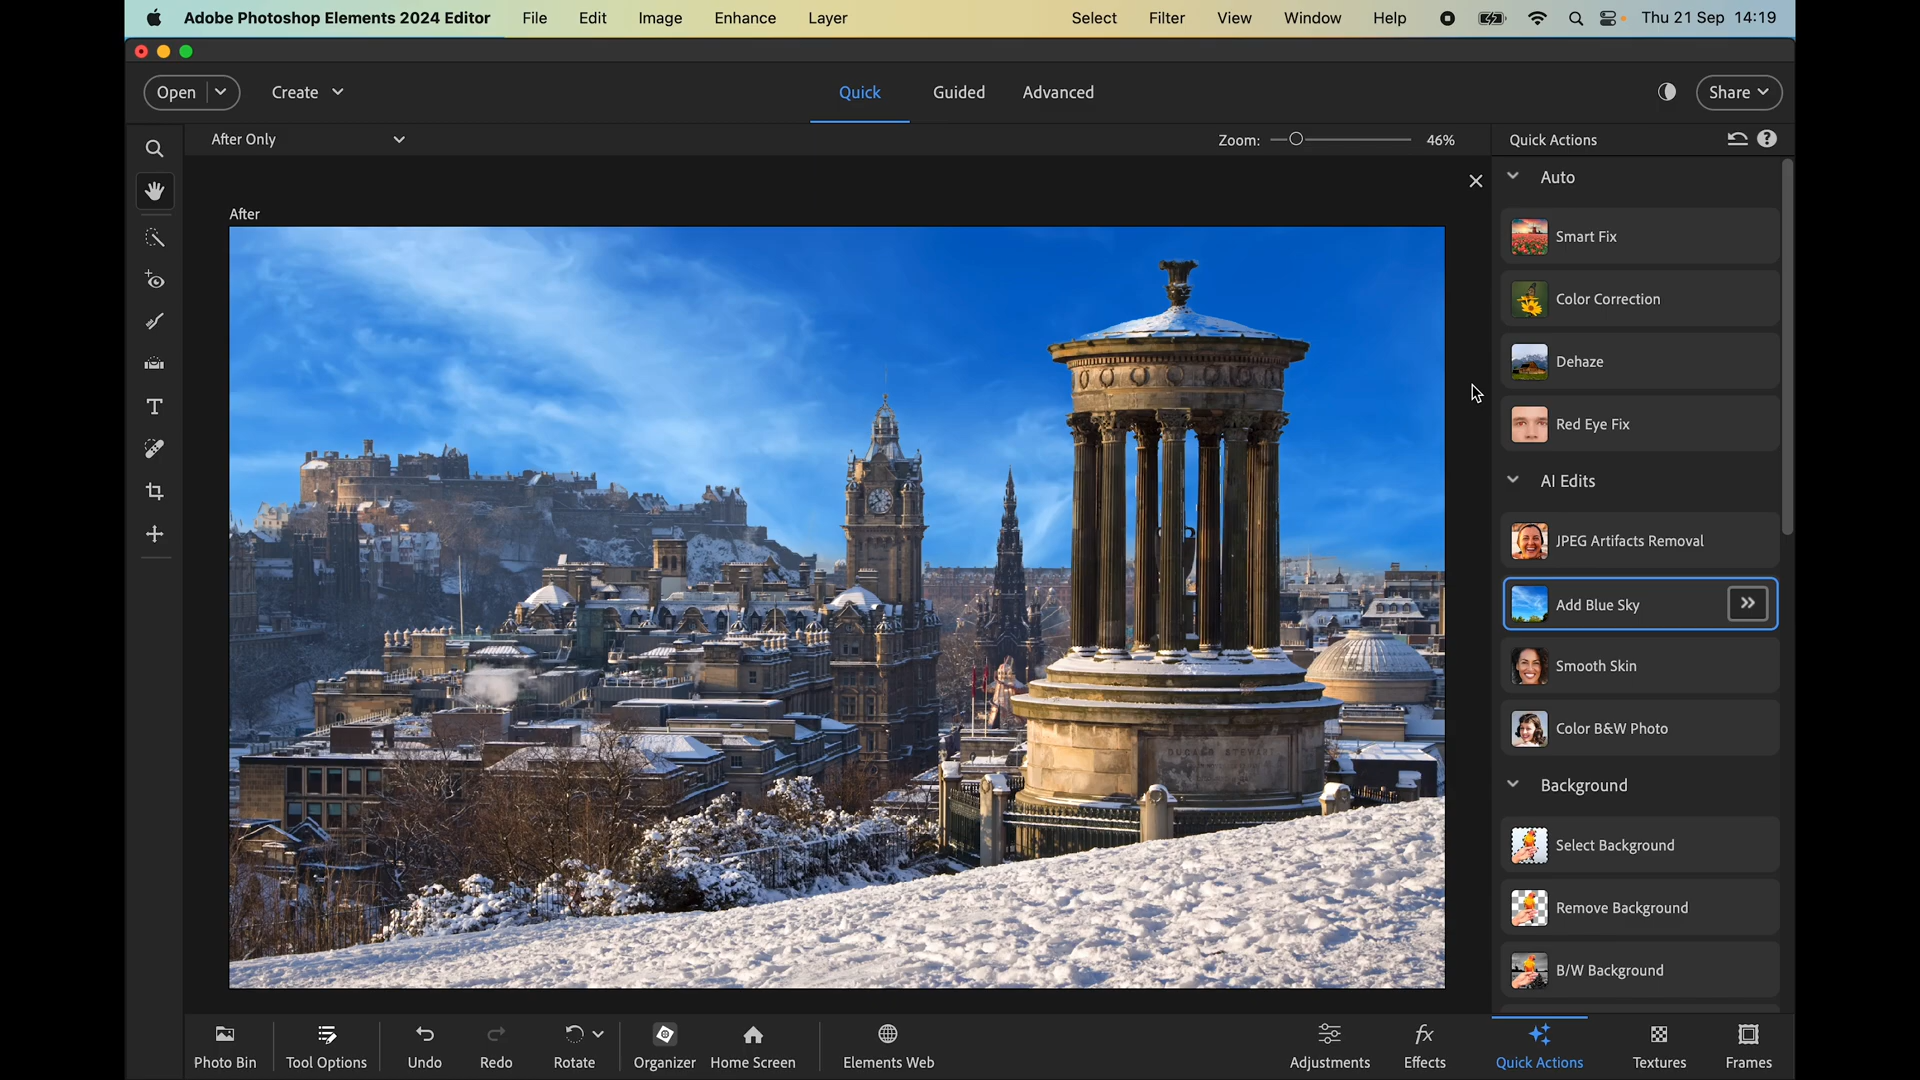 Adobe Photoshop Elements 2024 Editor File Edit Image Enhance Layer Select Filter View Window Help Thu 21 Sep 14:19
Open Create Quick Guided Advanced Share
After Only Zoom: 46% Quick Actions
Auto
After
Smart Fix
Color Correction
Dehaze
Red Eye Fix
AI Edits
JPEG Artifacts Removal
Add Blue Sky
Smooth Skin
Color B&W Photo
DUGALD STEWART
Background
Select Background
Remove Background
B/W Background
Photo Bin Tool Options Undo Redo Rotate Organizer Home Screen Elements Web Adjustments Effects Quick Actions Textures Frames